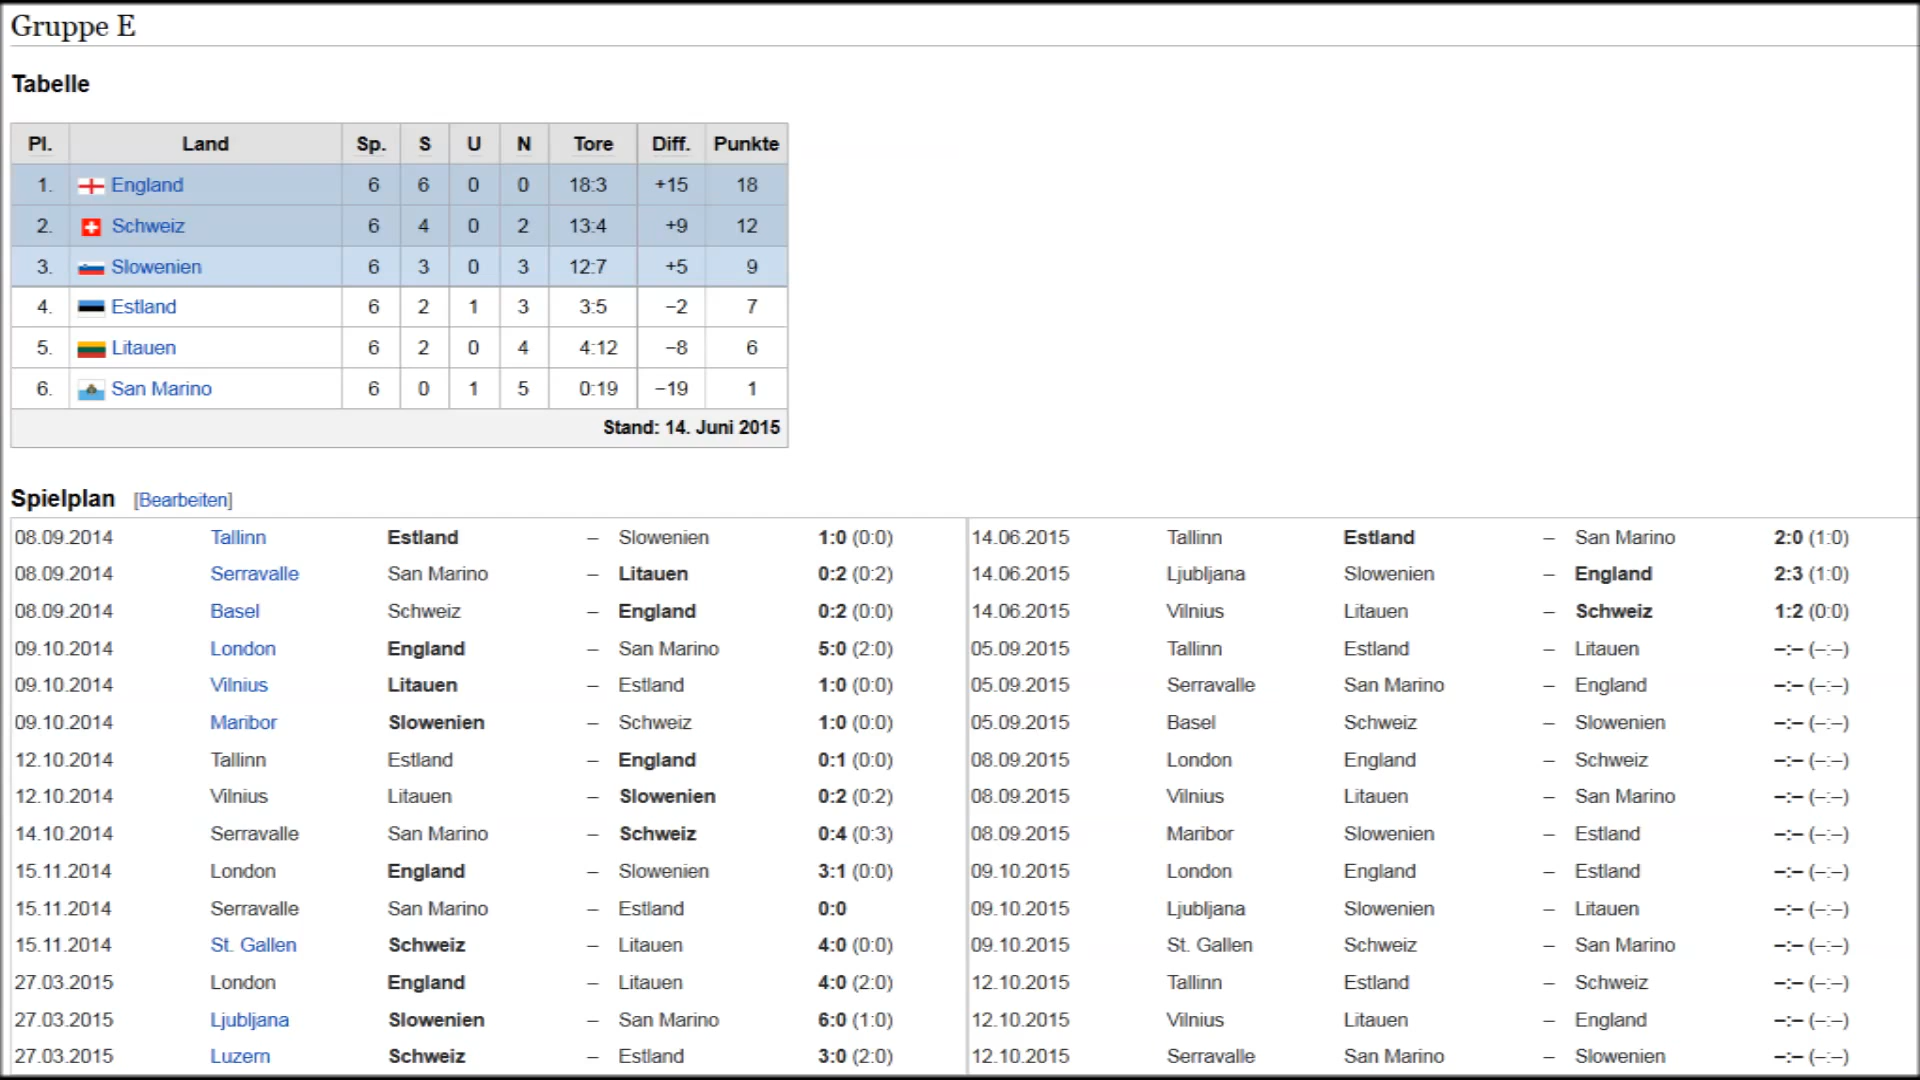 Gruppe E
Tabelle
Pl. Land Sp. S U N Tore Diff. Punkte
1. England 6 6 0 0 18:3 +15 18
2. Schweiz 6 4 0 2 13:4 +9 12
3. Slowenien 6 3 0 3 12:7 +5 9
4. Estland 6 2 1 3 3:5 −2 7
5. Litauen 6 2 0 4 4:12 −8 6
6. San Marino 6 0 1 5 0:19 −19 1
Stand: 14. Juni 2015
Spielplan [Bearbeiten]
08.09.2014 Tallinn Estland – Slowenien 1:0 (0:0)
08.09.2014 Serravalle San Marino – Litauen 0:2 (0:2)
08.09.2014 Basel Schweiz – England 0:2 (0:0)
09.10.2014 London England – San Marino 5:0 (2:0)
09.10.2014 Vilnius Litauen – Estland 1:0 (0:0)
09.10.2014 Maribor Slowenien – Schweiz 1:0 (0:0)
12.10.2014 Tallinn Estland – England 0:1 (0:0)
12.10.2014 Vilnius Litauen – Slowenien 0:2 (0:2)
14.10.2014 Serravalle San Marino – Schweiz 0:4 (0:3)
15.11.2014 London England – Slowenien 3:1 (0:0)
15.11.2014 Serravalle San Marino – Estland 0:0
15.11.2014 St. Gallen Schweiz – Litauen 4:0 (0:0)
27.03.2015 London England – Litauen 4:0 (2:0)
27.03.2015 Ljubljana Slowenien – San Marino 6:0 (1:0)
27.03.2015 Luzern Schweiz – Estland 3:0 (2:0)
14.06.2015 Tallinn Estland – San Marino 2:0 (1:0)
14.06.2015 Ljubljana Slowenien – England 2:3 (1:0)
14.06.2015 Vilnius Litauen – Schweiz 1:2 (0:0)
05.09.2015 Tallinn Estland – Litauen –:– (–:–)
05.09.2015 Serravalle San Marino – England –:– (–:–)
05.09.2015 Basel Schweiz – Slowenien –:– (–:–)
08.09.2015 London England – Schweiz –:– (–:–)
08.09.2015 Vilnius Litauen – San Marino –:– (–:–)
08.09.2015 Maribor Slowenien – Estland –:– (–:–)
09.10.2015 London England – Estland –:– (–:–)
09.10.2015 Ljubljana Slowenien – Litauen –:– (–:–)
09.10.2015 St. Gallen Schweiz – San Marino –:– (–:–)
12.10.2015 Tallinn Estland – Schweiz –:– (–:–)
12.10.2015 Vilnius Litauen – England –:– (–:–)
12.10.2015 Serravalle San Marino – Slowenien –:– (–:–)